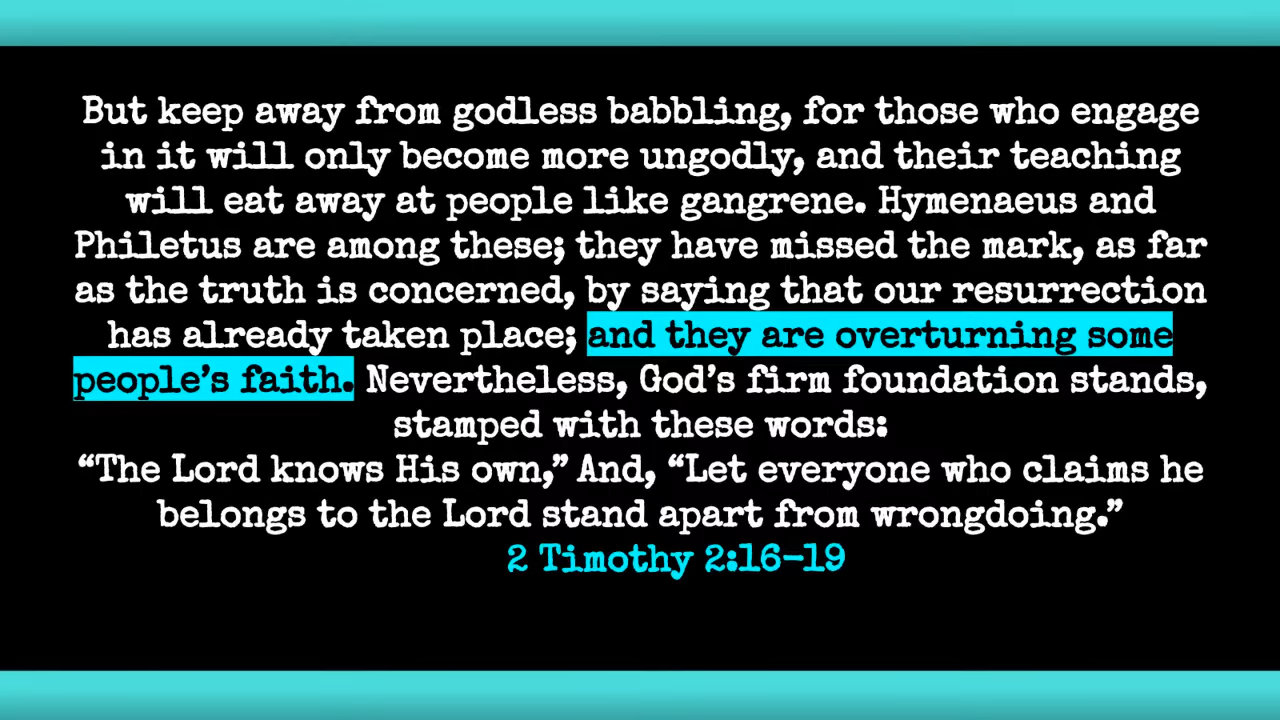 But keep away from godless babbling, for those who engage
in it will only become more ungodly, and their teaching
will eat away at people like gangrene. Hymenaeus and
Philetus are among these; they have missed the mark, as far
as the truth is concerned, by saying that our resurrection
has already taken place; and they are overturning some
people's faith. Nevertheless, God's firm foundation stands,
stamped with these words:
“The Lord knows His own,” And, “Let everyone who claims he
belongs to the Lord stand apart from wrongdoing.”
2 Timothy 2:16-19